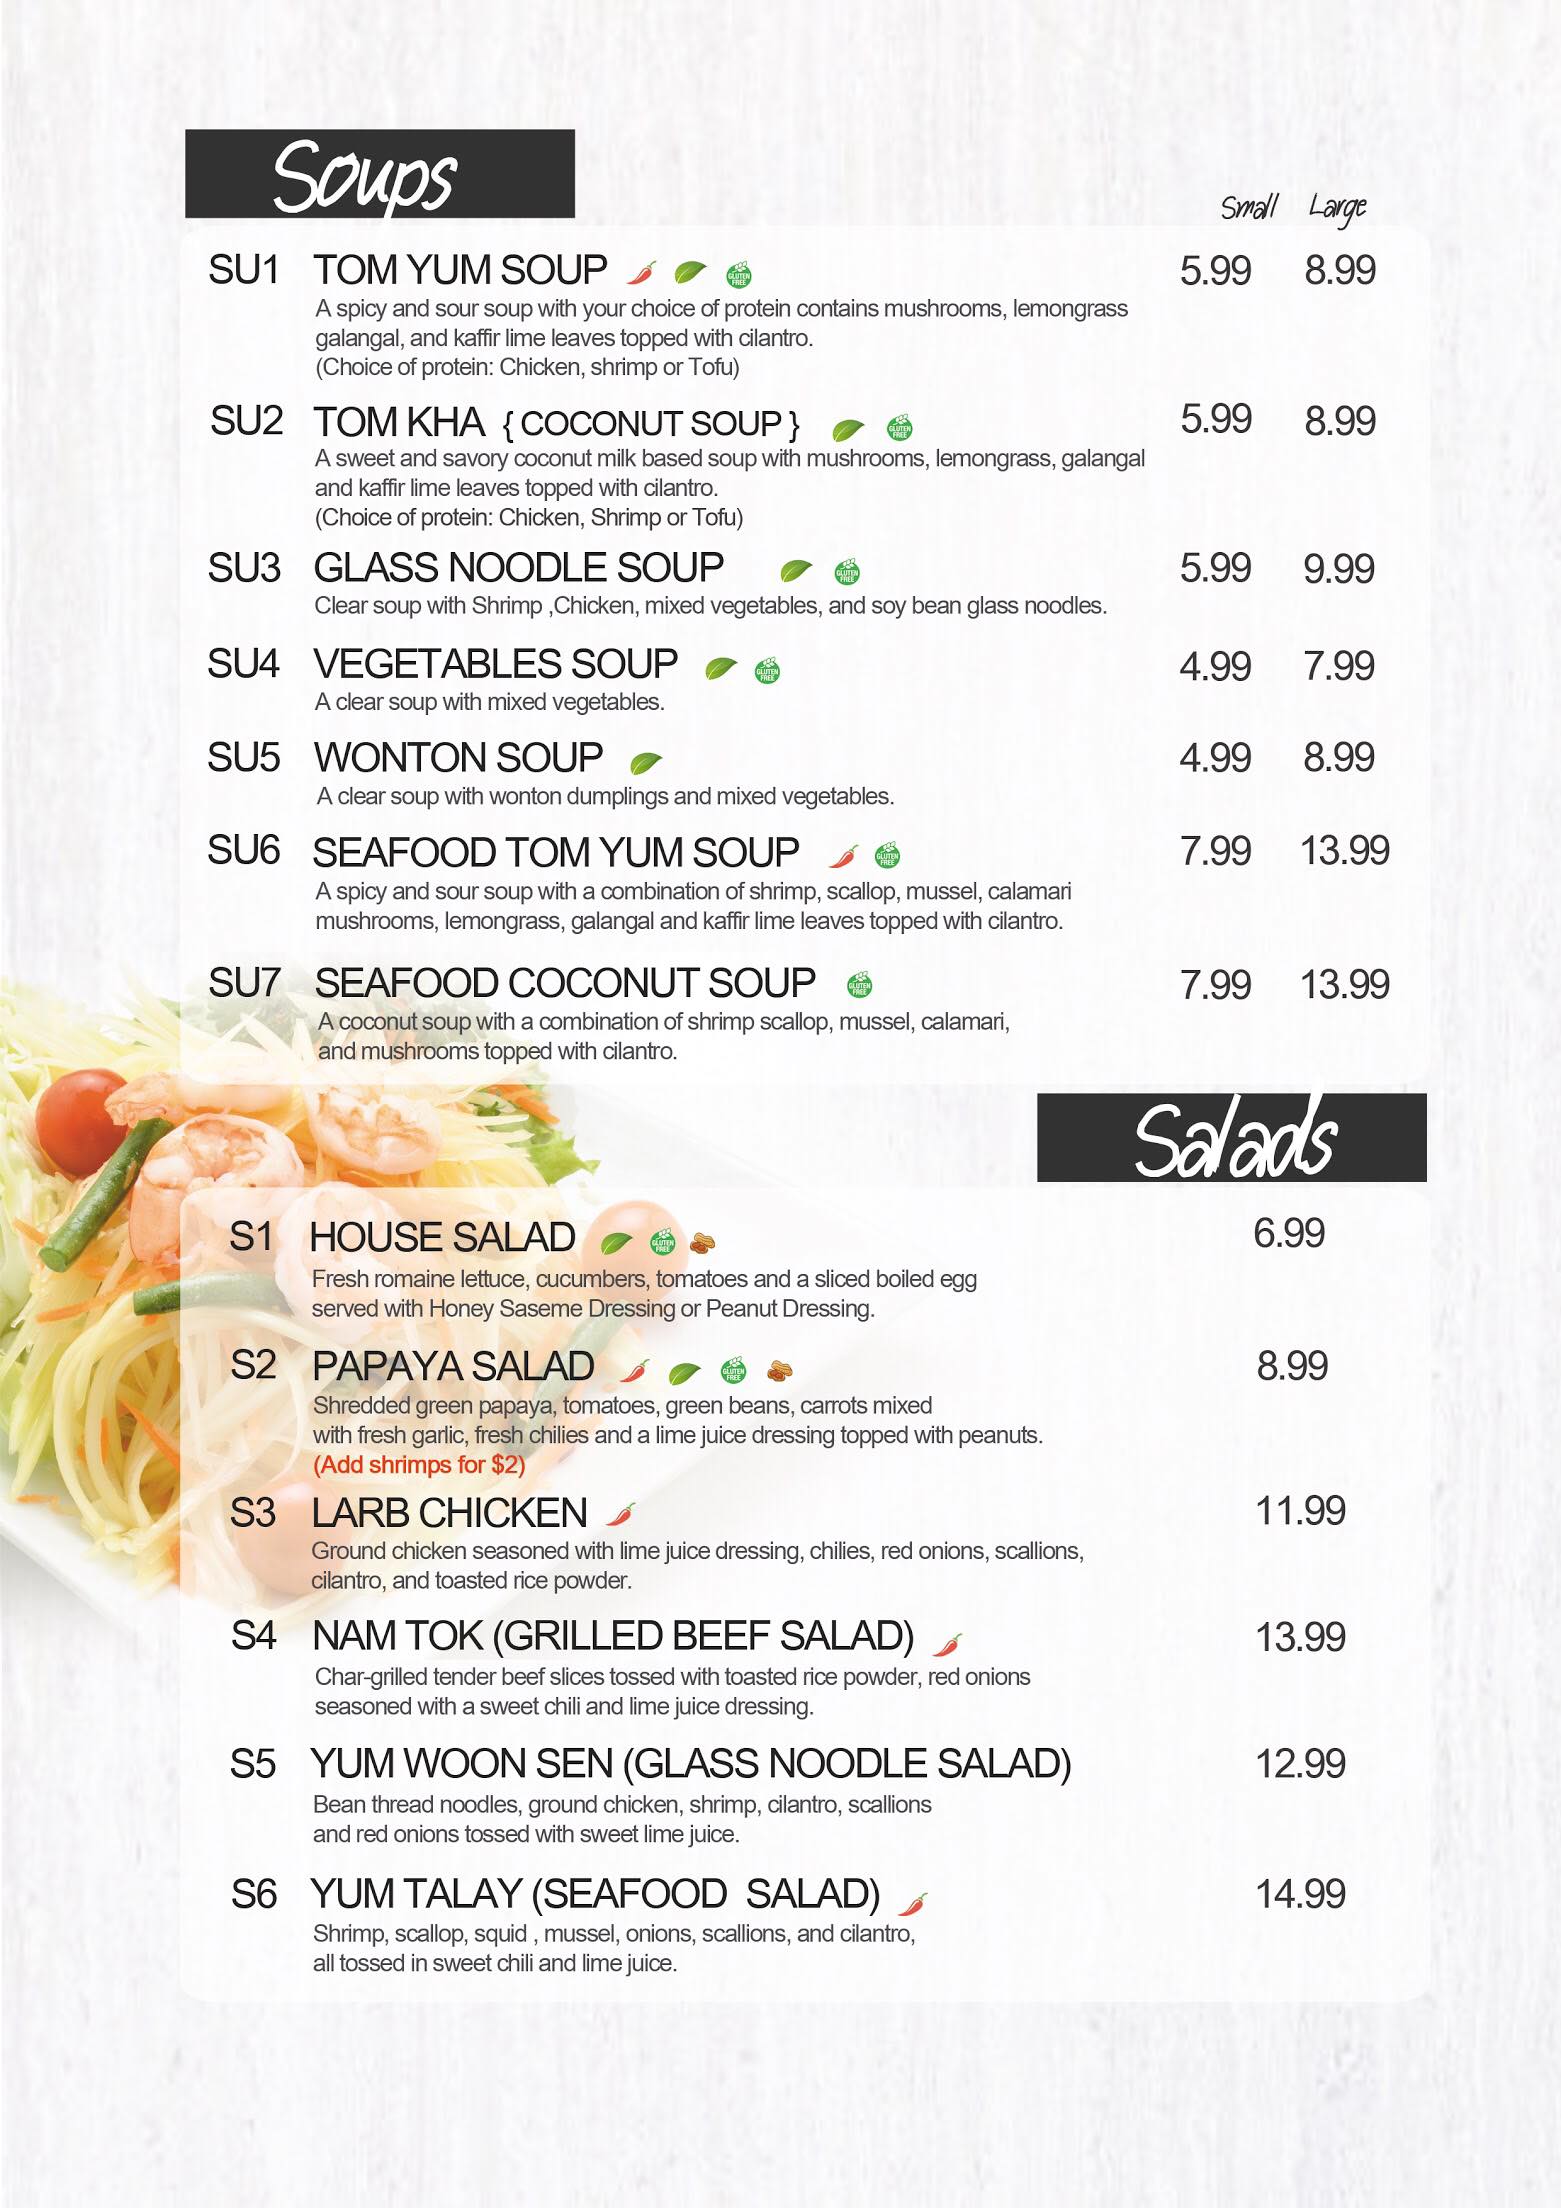 Soups
Small Large
SU1 TOM YUM SOUP GLUTEN FREE 5.99 8.99
A spicy and sour soup with your choice of protein contains mushrooms, lemongrass
galangal, and kaffir lime leaves topped with cilantro.
(Choice of protein: Chicken, shrimp or Tofu)
SU2 TOM KHA { COCONUT SOUP } GLUTEN FREE 5.99 8.99
A sweet and savory coconut milk based soup with mushrooms, lemongrass, galangal
and kaffir lime leaves topped with cilantro.
(Choice of protein: Chicken, Shrimp or Tofu)
SU3 GLASS NOODLE SOUP GLUTEN FREE 5.99 9.99
Clear soup with Shrimp ,Chicken, mixed vegetables, and soy bean glass noodles.
SU4 VEGETABLES SOUP GLUTEN FREE 4.99 7.99
A clear soup with mixed vegetables.
SU5 WONTON SOUP 4.99 8.99
A clear soup with wonton dumplings and mixed vegetables.
SU6 SEAFOOD TOM YUM SOUP GLUTEN FREE 7.99 13.99
A spicy and sour soup with a combination of shrimp, scallop, mussel, calamari
mushrooms, lemongrass, galangal and kaffir lime leaves topped with cilantro.
SU7 SEAFOOD COCONUT SOUP GLUTEN FREE 7.99 13.99
A coconut soup with a combination of shrimp scallop, mussel, calamari,
and mushrooms topped with cilantro.
Salads
S1 HOUSE SALAD GLUTEN FREE 6.99
Fresh romaine lettuce, cucumbers, tomatoes and a sliced boiled egg
served with Honey Saseme Dressing or Peanut Dressing.
S2 PAPAYA SALAD GLUTEN FREE 8.99
Shredded green papaya, tomatoes, green beans, carrots mixed
with fresh garlic, fresh chilies and a lime juice dressing topped with peanuts.
(Add shrimps for $2)
S3 LARB CHICKEN 11.99
Ground chicken seasoned with lime juice dressing, chilies, red onions, scallions,
cilantro, and toasted rice powder.
S4 NAM TOK (GRILLED BEEF SALAD) 13.99
Char-grilled tender beef slices tossed with toasted rice powder, red onions
seasoned with a sweet chili and lime juice dressing.
S5 YUM WOON SEN (GLASS NOODLE SALAD) 12.99
Bean thread noodles, ground chicken, shrimp, cilantro, scallions
and red onions tossed with sweet lime juice.
S6 YUM TALAY (SEAFOOD SALAD) 14.99
Shrimp, scallop, squid , mussel, onions, scallions, and cilantro,
all tossed in sweet chili and lime juice.